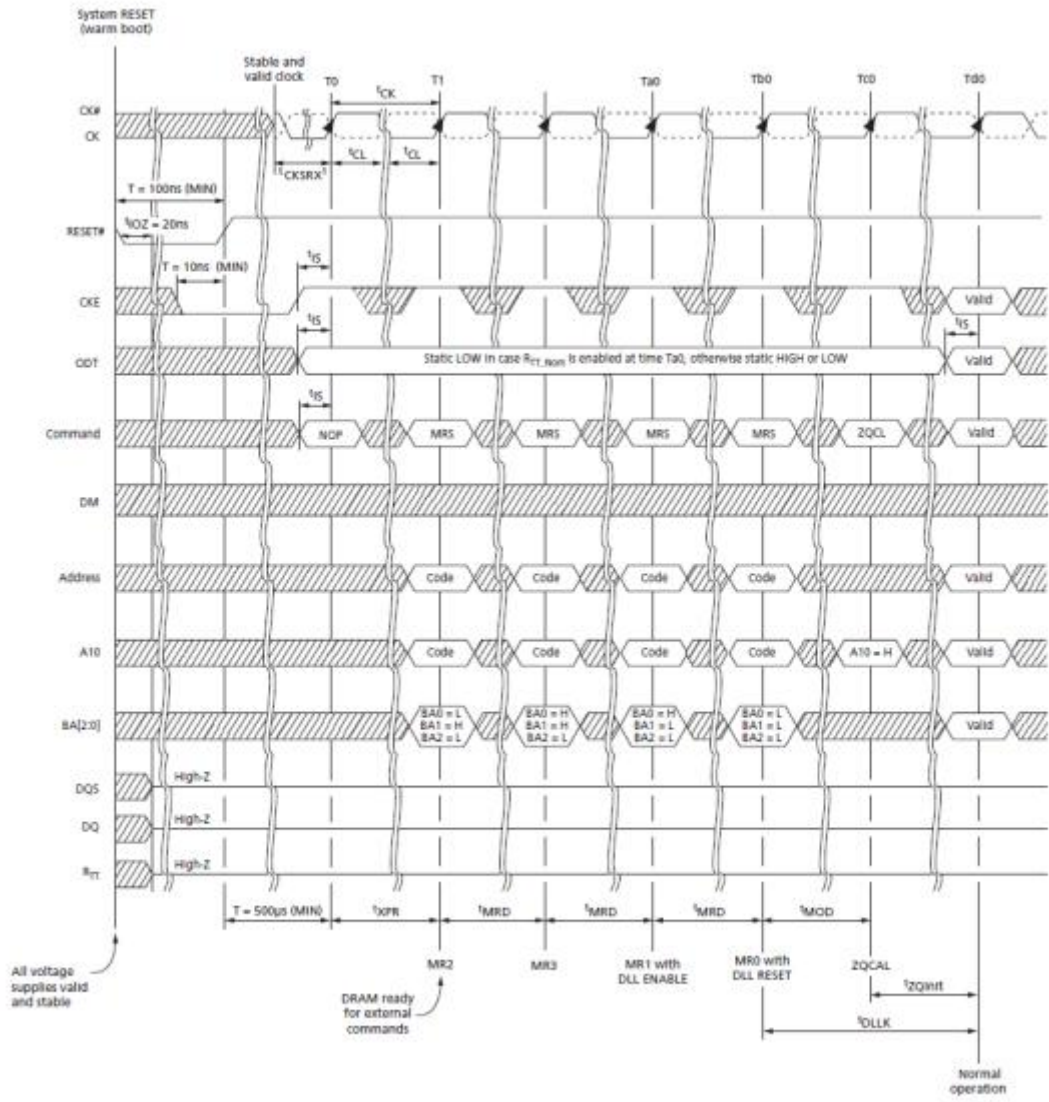 System RESET
(warm boot)
Stable and
valid clock
T0
T1
Ta0
Tb0
Tc0
Td0
tCK
CK#
CK
tCL
tCL
tCKSRX1
T = 100ns (MIN)
tIOZ = 20ns
RESET#
T = 10ns (MIN)
tIS
CKE
Valid
tIS
tIS
ODT
Static LOW in case RTT_Nom is enabled at time Ta0, otherwise static HIGH or LOW
Valid
tIS
Command
NOP
MRS
MRS
MRS
MRS
ZQCL
Valid
DM
Address
Code
Code
Code
Code
Valid
A10
Code
Code
Code
Code
A10 = H
Valid
BA[2:0]
BA0 = L
BA1 = H
BA2 = L
BA0 = H
BA1 = H
BA2 = L
BA0 = H
BA1 = L
BA2 = L
BA0 = L
BA1 = L
BA2 = L
Valid
DQS
High-Z
DQ
High-Z
RTT
High-Z
T = 500µs (MIN)
tXPR
tMRD
tMRD
tMRD
tMOD
All voltage
supplies valid
and stable
MR2
MR3
MR1 with
DLL ENABLE
MR0 with
DLL RESET
ZQCAL
DRAM ready
for external
commands
tZQinit
tDLLK
Normal
operation